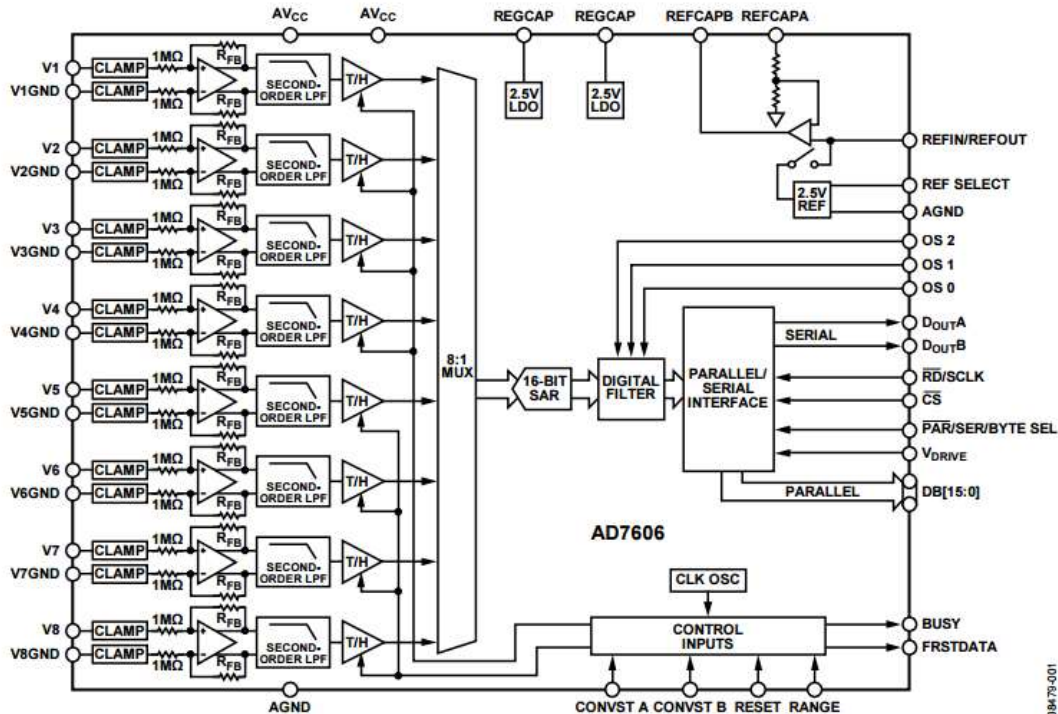 AVCC AVCC REGCAP REGCAP REFCAPB REFCAPA
V1 CLAMP 1MΩ + RFB
V1GND CLAMP 1MΩ − RFB
SECOND-ORDER LPF
T/H
V2 CLAMP 1MΩ + RFB
V2GND CLAMP 1MΩ − RFB
SECOND-ORDER LPF
T/H
V3 CLAMP 1MΩ + RFB
V3GND CLAMP 1MΩ − RFB
SECOND-ORDER LPF
T/H
V4 CLAMP 1MΩ + RFB
V4GND CLAMP 1MΩ − RFB
SECOND-ORDER LPF
T/H
V5 CLAMP 1MΩ + RFB
V5GND CLAMP 1MΩ − RFB
SECOND-ORDER LPF
T/H
V6 CLAMP 1MΩ + RFB
V6GND CLAMP 1MΩ − RFB
SECOND-ORDER LPF
T/H
V7 CLAMP 1MΩ + RFB
V7GND CLAMP 1MΩ − RFB
SECOND-ORDER LPF
T/H
V8 CLAMP 1MΩ + RFB
V8GND CLAMP 1MΩ − RFB
SECOND-ORDER LPF
T/H
8:1
MUX
2.5V
LDO
2.5V
LDO
2.5V
REF
REFIN/REFOUT
REF SELECT
AGND
OS 2
OS 1
OS 0
16-BIT
SAR
DIGITAL
FILTER
PARALLEL/
SERIAL
INTERFACE
SERIAL
DOUTA
DOUTB
RD/SCLK
CS
PAR/SER/BYTE SEL
VDRIVE
PARALLEL
DB[15:0]
AD7606
CLK OSC
CONTROL
INPUTS
BUSY
FRSTDATA
AGND
CONVST A CONVST B RESET RANGE
08479-001